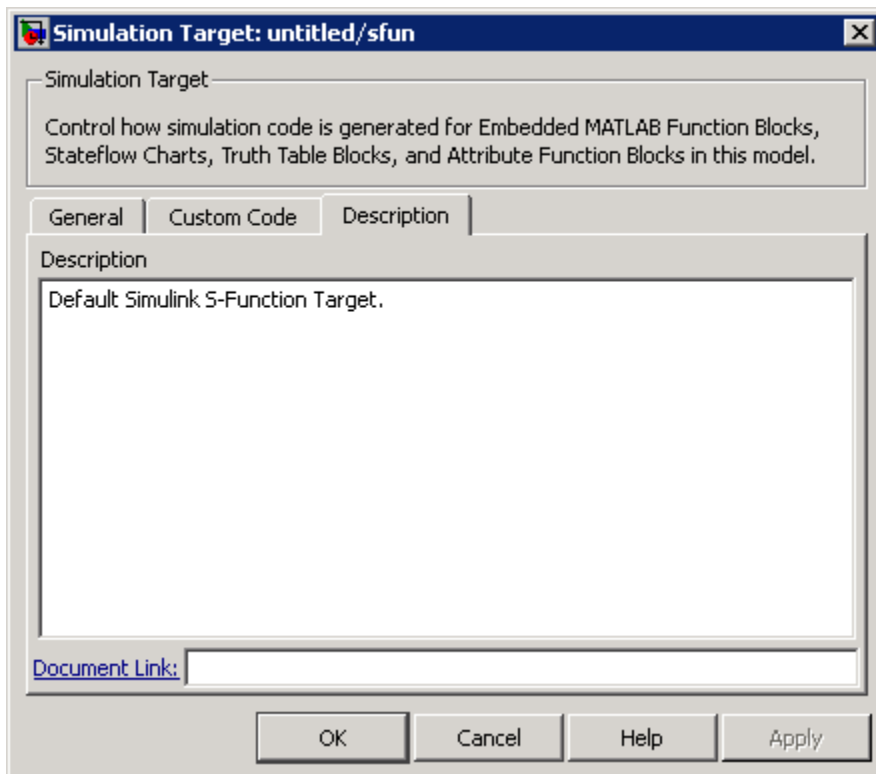 Simulation Target: untitled/sfun
Simulation Target
Control how simulation code is generated for Embedded MATLAB Function Blocks,
Stateflow Charts, Truth Table Blocks, and Attribute Function Blocks in this model.
General Custom Code Description
Description
Default Simulink S-Function Target.
Document Link:
OK Cancel Help Apply